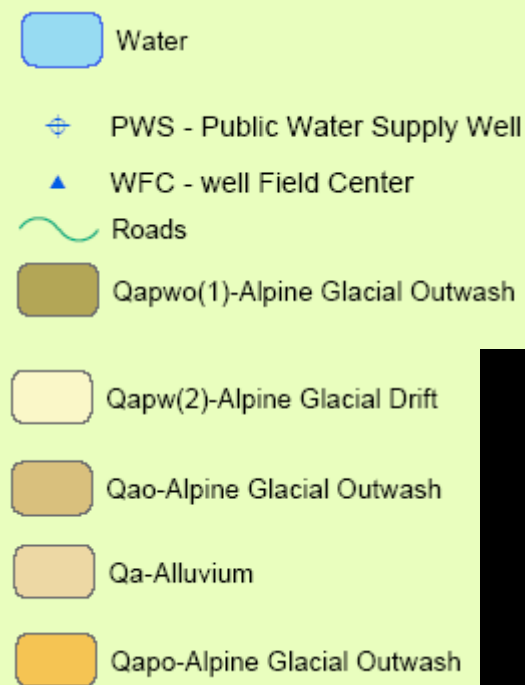 Water
PWS - Public Water Supply Well
WFC - well Field Center
Roads
Qapwo(1)-Alpine Glacial Outwash
Qapw(2)-Alpine Glacial Drift
Qao-Alpine Glacial Outwash
Qa-Alluvium
Qapo-Alpine Glacial Outwash